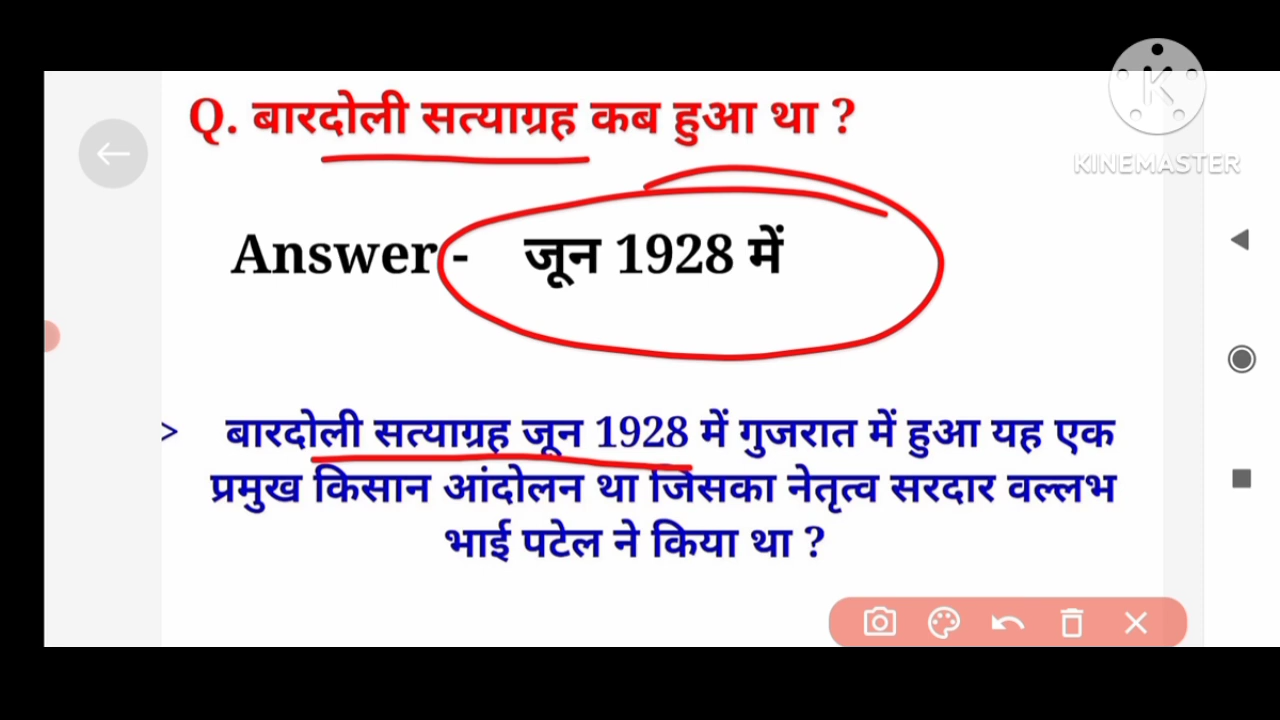 Q. बारदोली सत्याग्रह कब हुआ था ?
KINEMASTER
Answer - जून 1928 में
> बारदोली सत्याग्रह जून 1928 में गुजरात में हुआ यह एक
प्रमुख किसान आंदोलन था जिसका नेतृत्व सरदार वल्लभ
भाई पटेल ने किया था ?